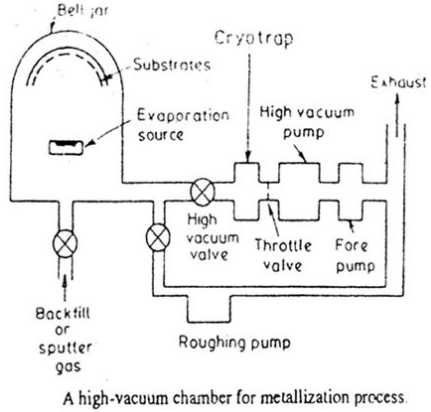 Bell jar
Cryotrap
Substrates
Exhaust
Evaporation
source
High vacuum
pump
High
vacuum
valve
Throttle
valve
Fore
pump
Backfill
or
sputter
gas
Roughing pump
A high-vacuum chamber for metallization process.